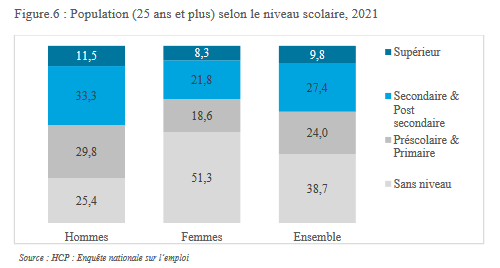 Figure.6 : Population (25 ans et plus) selon le niveau scolaire, 2021
11,5
8,3
9,8
Supérieur
33,3
21,8
27,4
Secondaire &
Post
secondaire
29,8
18,6
24,0
Préscolaire &
Primaire
25,4
51,3
38,7
Sans niveau
Hommes
Femmes
Ensemble
Source : HCP : Enquête nationale sur l'emploi